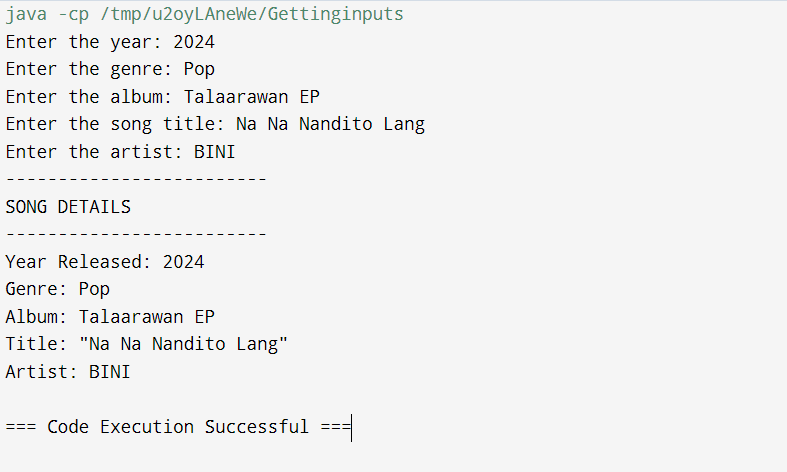 java -cp /tmp/u2oyLAneWe/Gettinginputs
Enter the year: 2024
Enter the genre: Pop
Enter the album: Talaarawan EP
Enter the song title: Na Na Nandito Lang
Enter the artist: BINI
-------------------------
SONG DETAILS
-------------------------
Year Released: 2024
Genre: Pop
Album: Talaarawan EP
Title: "Na Na Nandito Lang"
Artist: BINI
=== Code Execution Successful ===